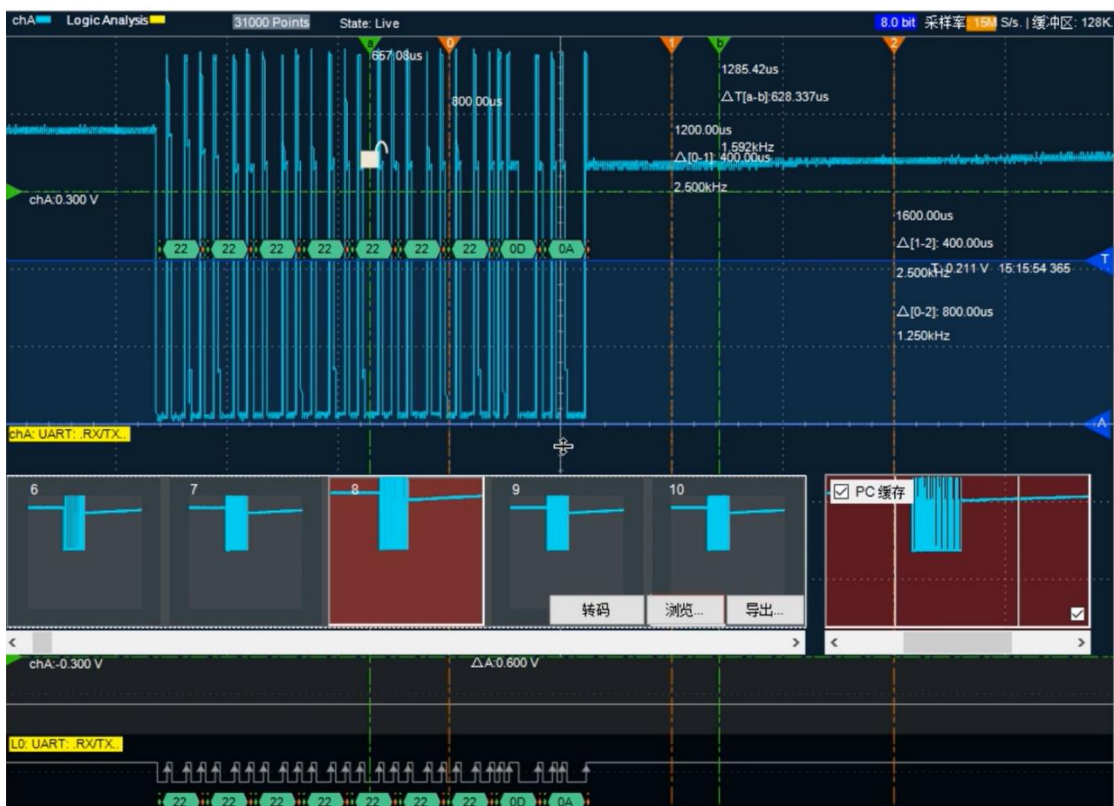 chA Logic Analysis 31000 Points State: Live 8.0 bit 采样率 15M S/s. | 缓冲区: 128K
a 0 1 b 2
657.08us
1285.42us
800.00us
△T[a-b]:628.337us
1200.00us
1.592kHz
△[0-1]: 400.00us
2.500kHz
chA:0.300 V
1600.00us
22 22 22 22 22 22 22 0D 0A
△[1-2]: 400.00us
T
T: 0.211 V 15:15:54 365
2.500kHz
△[0-2]: 800.00us
1.250kHz
A
chA: UART: .RX/TX..
6 7 8 9 10
PC 缓存
转码 浏览... 导出...
chA:-0.300 V △A:0.600 V
L0: UART: .RX/TX..
22 22 22 22 22 22 22 0D 0A